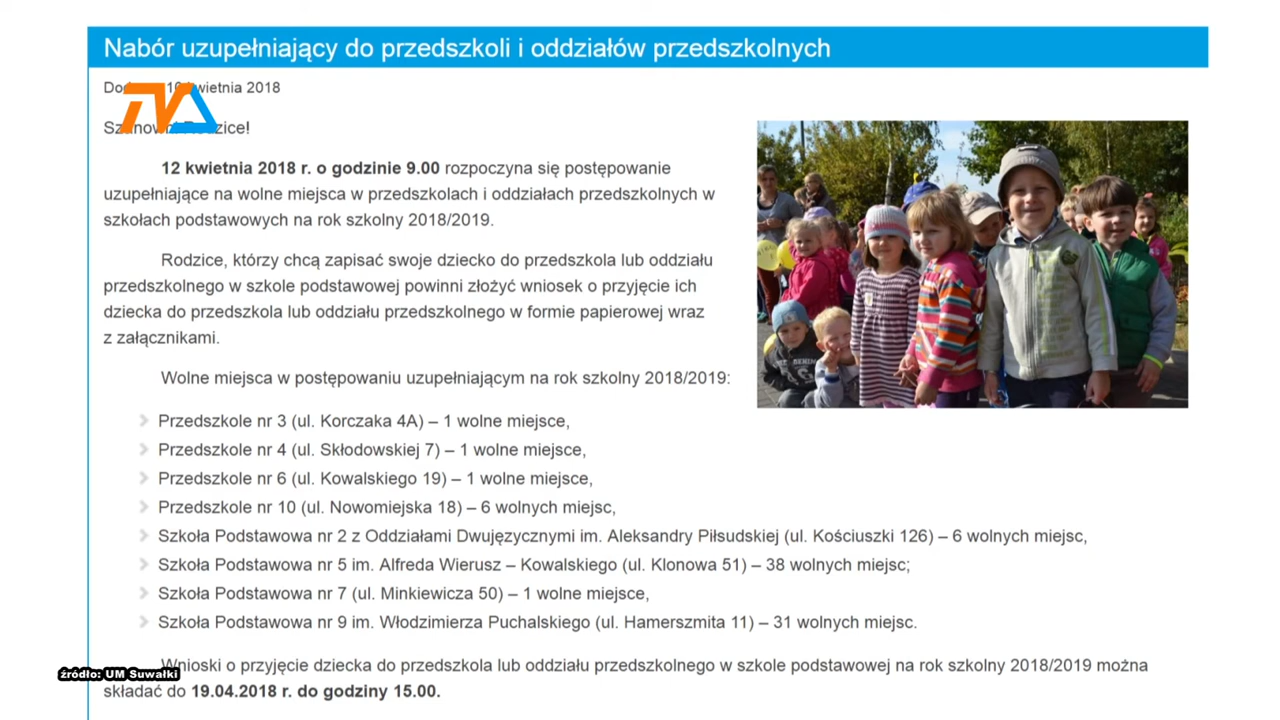 Nabór uzupełniający do przedszkoli i oddziałów przedszkolnych
kwietnia 2018
12 kwietnia 2018 r. o godzinie 9.00 rozpoczyna się postępowanie
uzupełniające na wolne miejsca w przedszkolach i oddziałach przedszkolnych w
szkołach podstawowych na rok szkolny 2018/2019.
Rodzice, którzy chcą zapisać swoje dziecko do przedszkola lub oddziału
przedszkolnego w szkole podstawowej powinni złożyć wniosek o przyjęcie ich
dziecka do przedszkola lub oddziału przedszkolnego w formie papierowej wraz
z załącznikami.
Wolne miejsca w postępowaniu uzupełniającym na rok szkolny 2018/2019:
Przedszkole nr 3 (ul. Korczaka 4A) – 1 wolne miejsce,
Przedszkole nr 4 (ul. Skłodowskiej 7) – 1 wolne miejsce,
Przedszkole nr 6 (ul. Kowalskiego 19) – 1 wolne miejsce,
Przedszkole nr 10 (ul. Nowomiejska 18) – 6 wolnych miejsc,
Szkoła Podstawowa nr 2 z Oddziałami Dwujęzycznymi im. Aleksandry Piłsudskiej (ul. Kościuszki 126) – 6 wolnych miejsc,
Szkoła Podstawowa nr 5 im. Alfreda Wierusz – Kowalskiego (ul. Klonowa 51) – 38 wolnych miejsc;
Szkoła Podstawowa nr 7 (ul. Minkiewicza 50) – 1 wolne miejsce,
Szkoła Podstawowa nr 9 im. Włodzimierza Puchalskiego (ul. Hamerszmita 11) – 31 wolnych miejsc.
Wnioski o przyjęcie dziecka do przedszkola lub oddziału przedszkolnego w szkole podstawowej na rok szkolny 2018/2019 można
źródło: UM Suwałki
składać do 19.04.2018 r. do godziny 15.00.